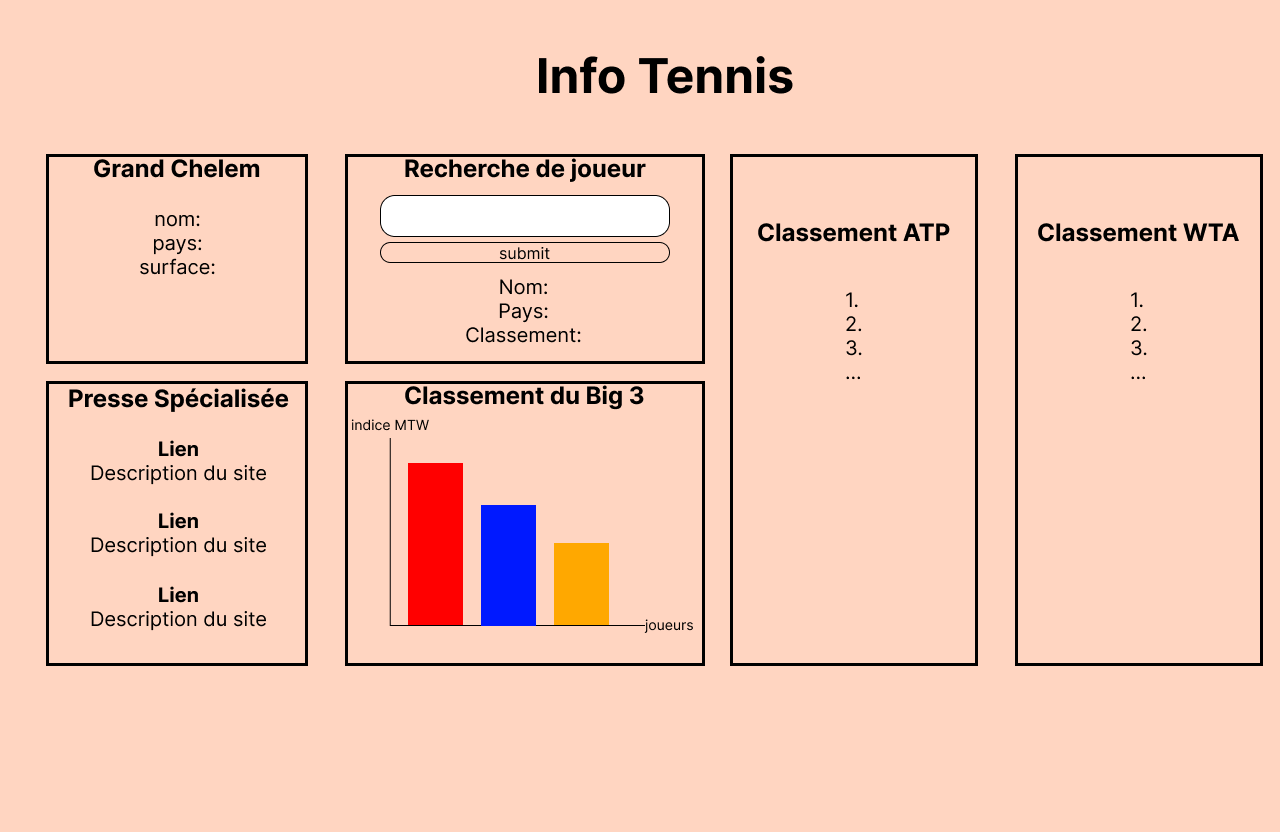 Info Tennis
Grand Chelem
nom:
pays:
surface:
Recherche de joueur
submit
Nom:
Pays:
Classement:
Presse Spécialisée
Lien
Description du site
Lien
Description du site
Lien
Description du site
Classement du Big 3
indice MTW
joueurs
Classement ATP
1.
2.
3.
...
Classement WTA
1.
2.
3.
...